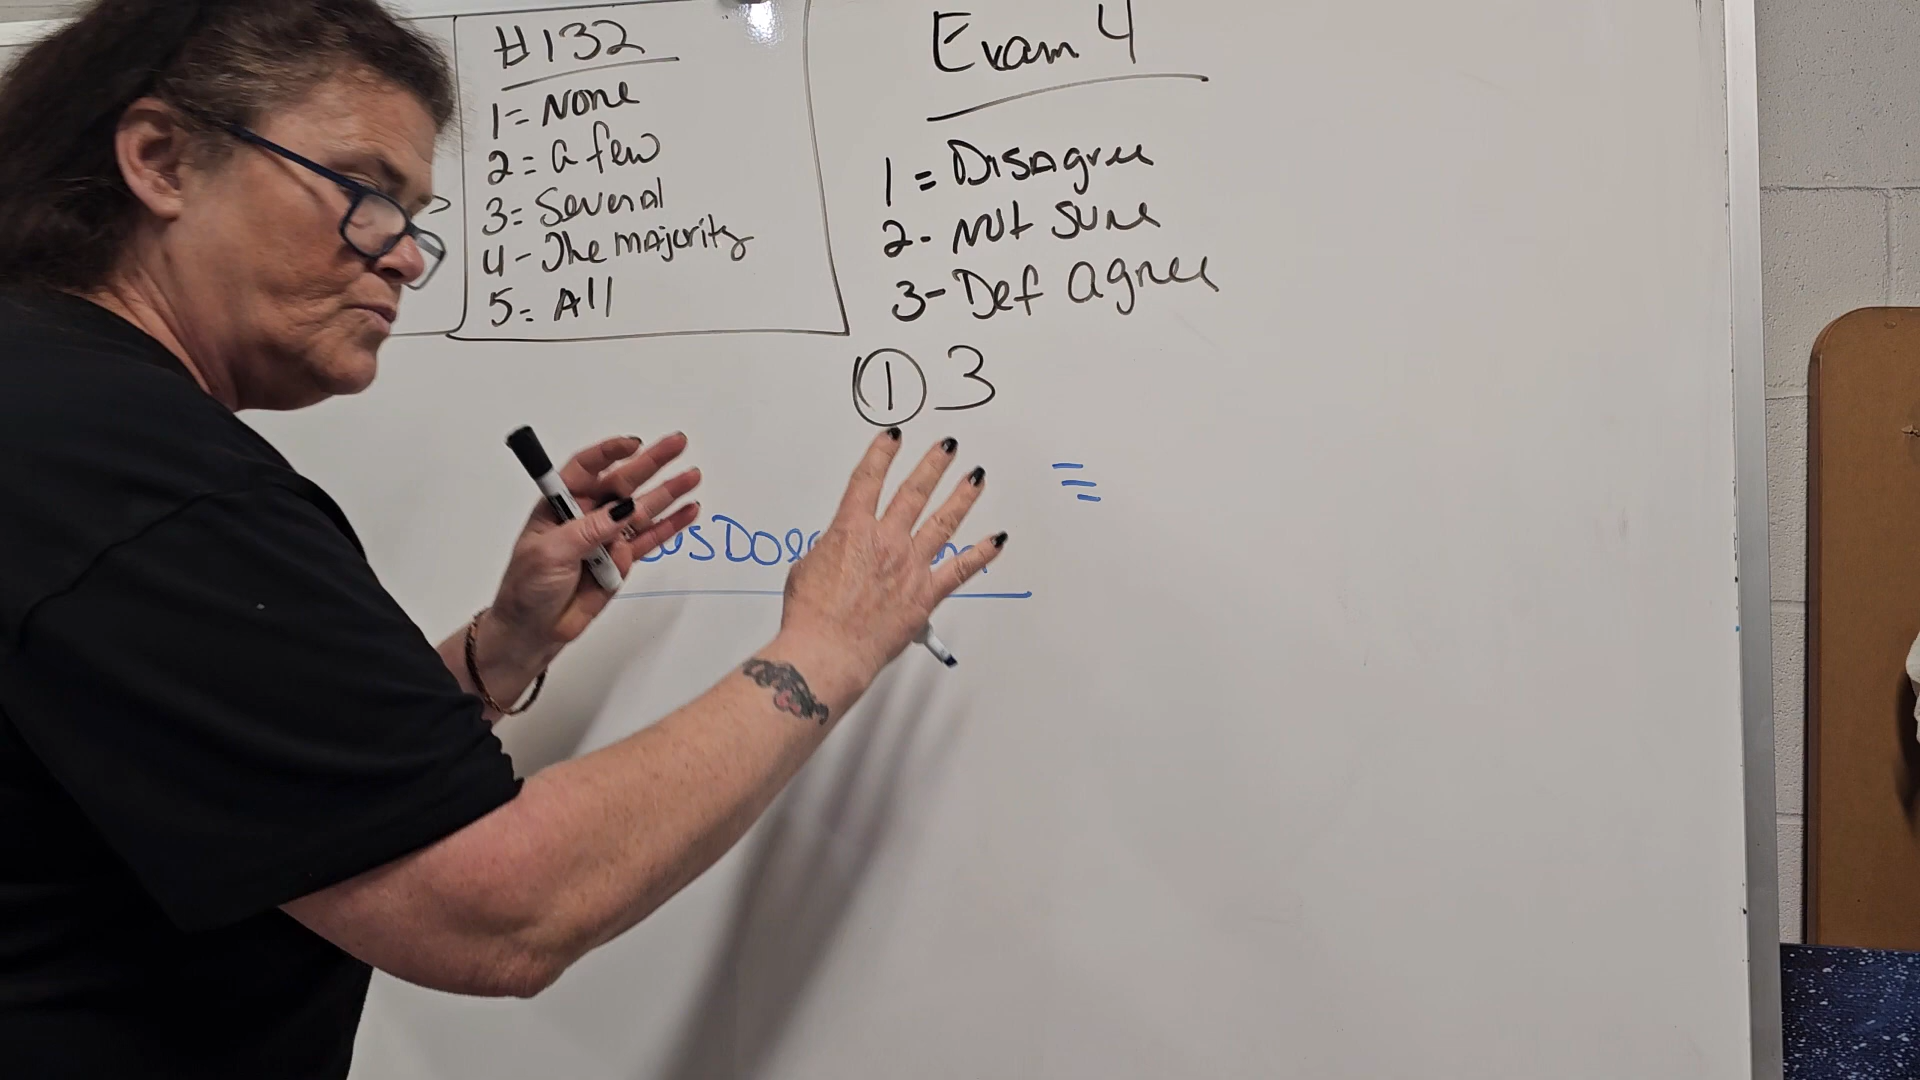 #132
1= None
2= a few
3= Several
4- The majority
5= All
Exam 4
1 = Disagree
2- Not sure
3- Def agree
1 3